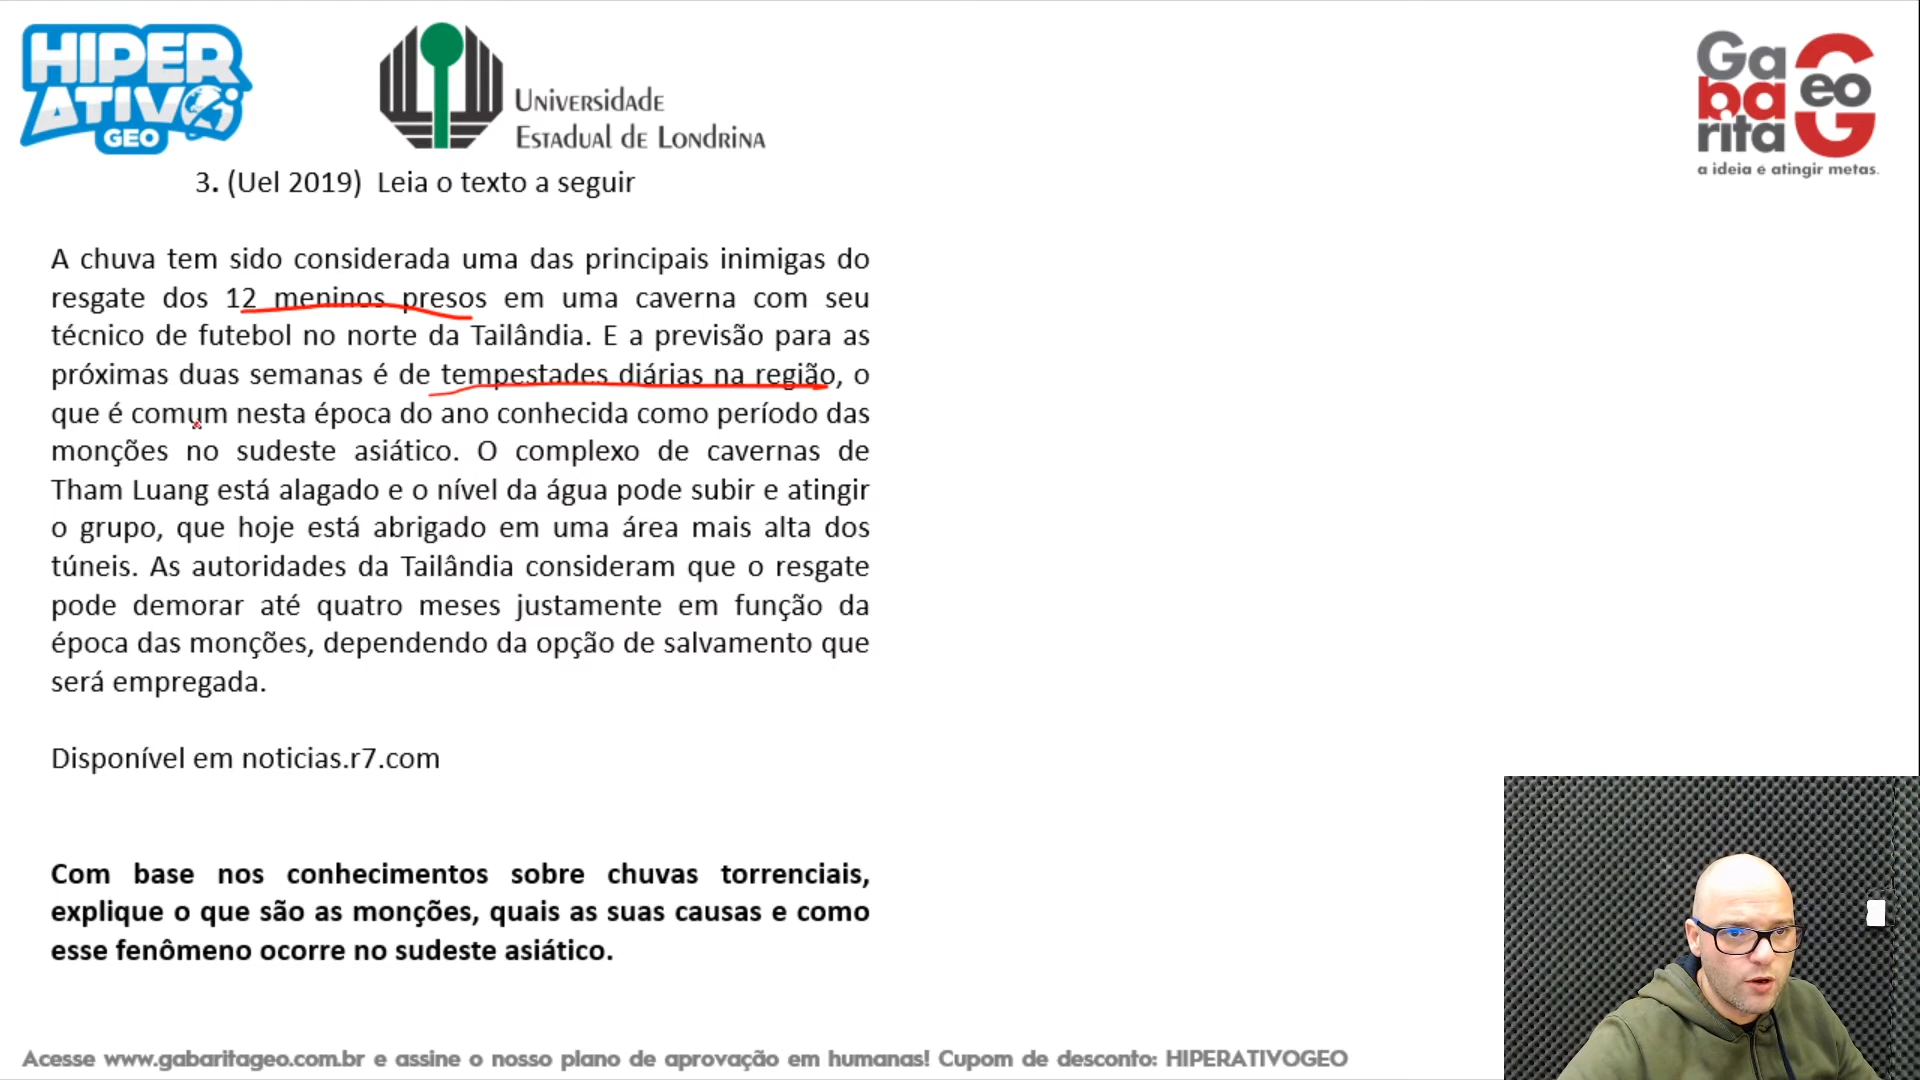 HIPER
ATIVO
GEO
UNIVERSIDADE
ESTADUAL DE LONDRINA
Ga
ba
rita
Geo
a ideia é atingir metas.
3. (Uel 2019) Leia o texto a seguir
A chuva tem sido considerada uma das principais inimigas do
resgate dos 12 meninos presos em uma caverna com seu
técnico de futebol no norte da Tailândia. E a previsão para as
próximas duas semanas é de tempestades diárias na região, o
que é comum nesta época do ano conhecida como período das
monções no sudeste asiático. O complexo de cavernas de
Tham Luang está alagado e o nível da água pode subir e atingir
o grupo, que hoje está abrigado em uma área mais alta dos
túneis. As autoridades da Tailândia consideram que o resgate
pode demorar até quatro meses justamente em função da
época das monções, dependendo da opção de salvamento que
será empregada.
Disponível em noticias.r7.com
Com base nos conhecimentos sobre chuvas torrenciais,
explique o que são as monções, quais as suas causas e como
esse fenômeno ocorre no sudeste asiático.
Acesse www.gabaritageo.com.br e assine o nosso plano de aprovação em humanas! Cupom de desconto: HIPERATIVOGEO